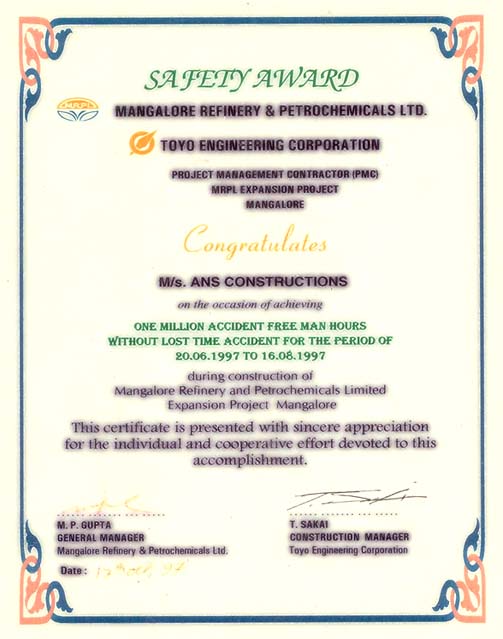 SAFETY AWARD
MRPL
MANGALORE REFINERY & PETROCHEMICALS LTD.
TOYO ENGINEERING CORPORATION
PROJECT MANAGEMENT CONTRACTOR (PMC)
MRPL EXPANSION PROJECT
MANGALORE
Congratulates
M/s. ANS CONSTRUCTIONS
on the occasion of achieving
ONE MILLION ACCIDENT FREE MAN HOURS
WITHOUT LOST TIME ACCIDENT FOR THE PERIOD OF
20.06.1997 TO 16.08.1997
during construction of
Mangalore Refinery and Petrochemicals Limited
Expansion Project Mangalore
This certificate is presented with sincere appreciation
for the individual and cooperative effort devoted to this
accomplishment.
M. P. GUPTA
GENERAL MANAGER
Mangalore Refinery & Petrochemicals Ltd.
Date :
T. SAKAI
CONSTRUCTION MANAGER
Toyo Engineering Corporation